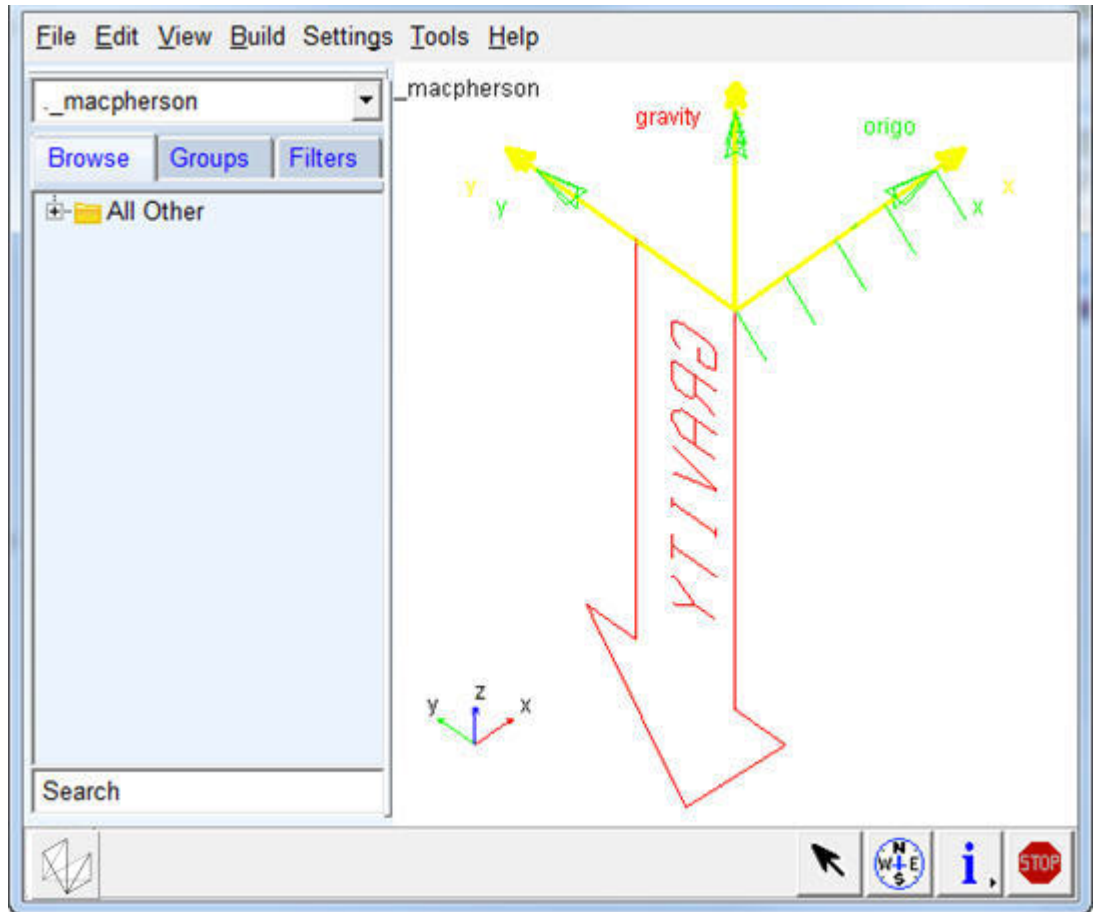 File Edit View Build Settings Tools Help
._macpherson
_macpherson
Browse Groups Filters
All Other
gravity
origo
y
y
x
x
GRAVITY
y z x
Search
N
W E
S
i
STOP